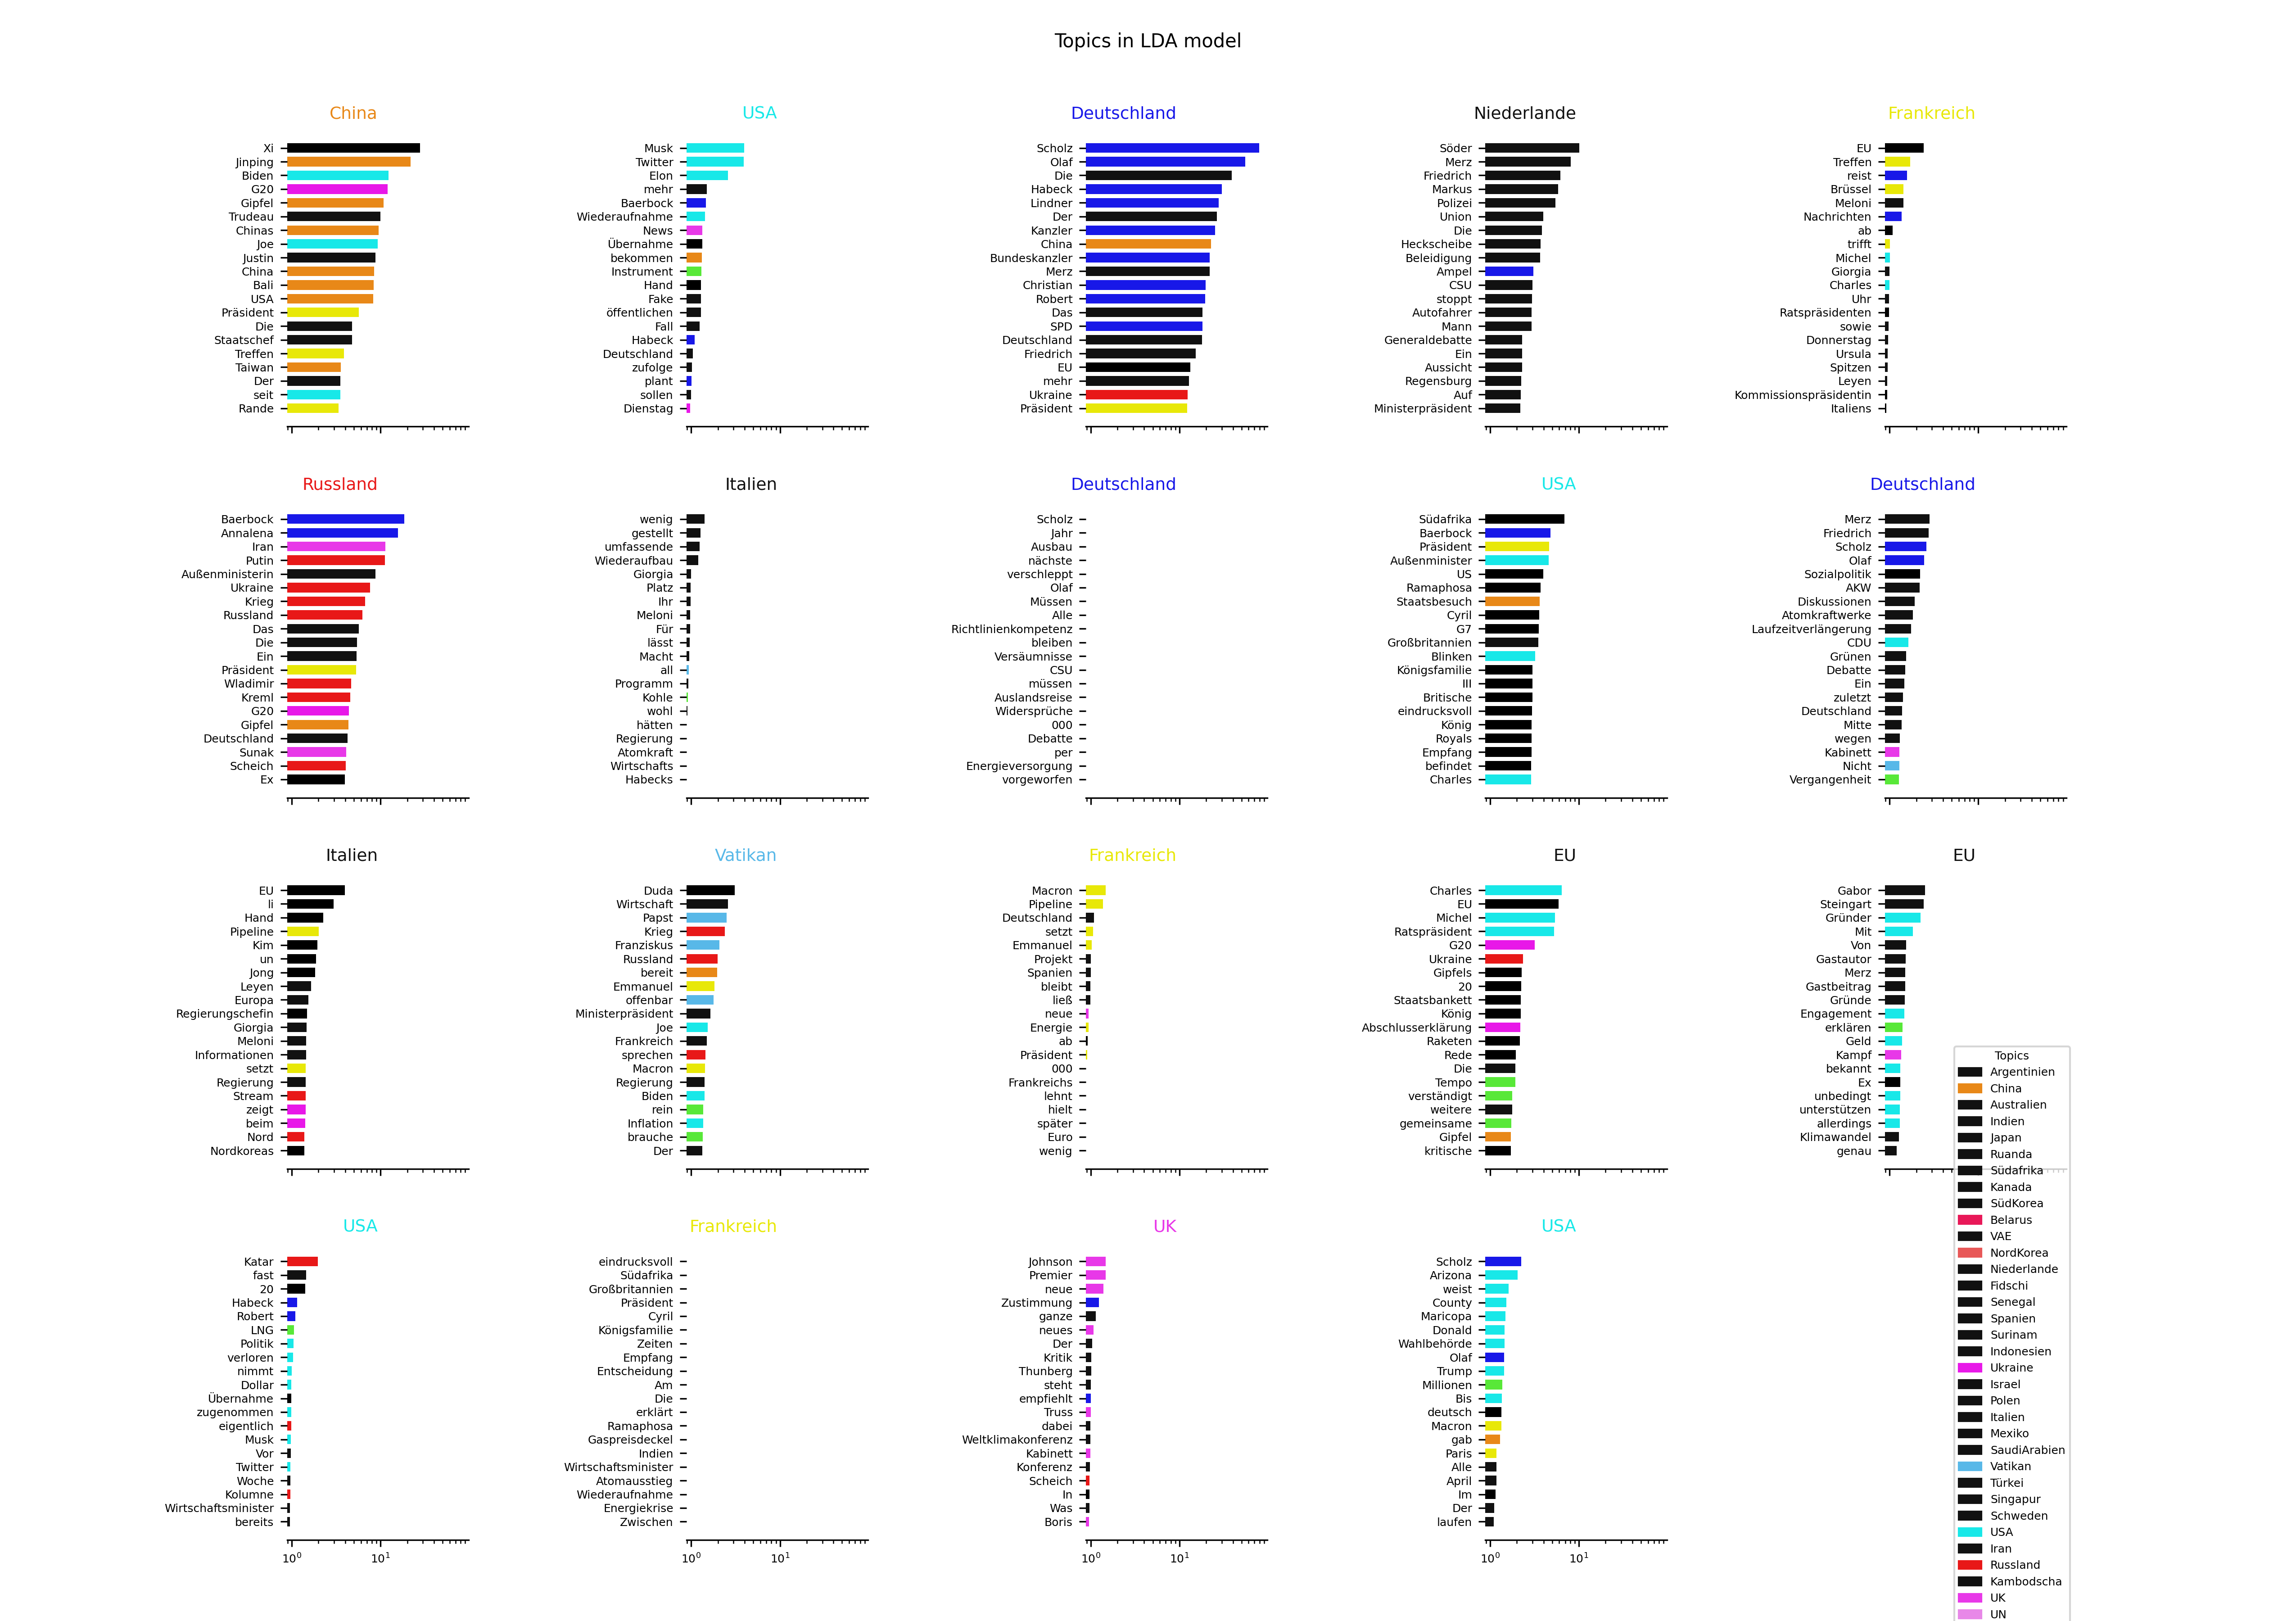 Topics in LDA model
China
Xi
Jinping
Biden
G20
Gipfel
Trudeau
Chinas
Joe
Justin
China
Bali
USA
Präsident
Die
Staatschef
Treffen
Taiwan
Der
seit
Rande
USA
Musk
Twitter
Elon
mehr
Baerbock
Wiederaufnahme
News
Übernahme
bekommen
Instrument
Hand
Fake
öffentlichen
Fall
Habeck
Deutschland
zufolge
plant
sollen
Dienstag
Deutschland
Scholz
Olaf
Die
Habeck
Lindner
Der
Kanzler
China
Bundeskanzler
Merz
Christian
Robert
Das
SPD
Deutschland
Friedrich
EU
mehr
Ukraine
Präsident
Niederlande
Söder
Merz
Friedrich
Markus
Polizei
Union
Die
Heckscheibe
Beleidigung
Ampel
CSU
stoppt
Autofahrer
Mann
Generaldebatte
Ein
Aussicht
Regensburg
Auf
Ministerpräsident
Frankreich
EU
Treffen
reist
Brüssel
Meloni
Nachrichten
ab
trifft
Michel
Giorgia
Charles
Uhr
Ratspräsidenten
sowie
Donnerstag
Ursula
Spitzen
Leyen
Kommissionspräsidentin
Italiens
Russland
Baerbock
Annalena
Iran
Putin
Außenministerin
Ukraine
Krieg
Russland
Das
Die
Ein
Präsident
Wladimir
Kreml
G20
Gipfel
Deutschland
Sunak
Scheich
Ex
Italien
wenig
gestellt
umfassende
Wiederaufbau
Giorgia
Platz
Ihr
Meloni
Für
lässt
Macht
all
Programm
Kohle
wohl
hätten
Regierung
Atomkraft
Wirtschafts
Habecks
Deutschland
Scholz
Jahr
Ausbau
nächste
verschleppt
Olaf
Müssen
Alle
Richtlinienkompetenz
bleiben
Versäumnisse
CSU
müssen
Auslandsreise
Widersprüche
000
Debatte
per
Energieversorgung
vorgeworfen
USA
Südafrika
Baerbock
Präsident
Außenminister
US
Ramaphosa
Staatsbesuch
Cyril
G7
Großbritannien
Blinken
Königsfamilie
III
Britische
eindrucksvoll
König
Royals
Empfang
befindet
Charles
Deutschland
Merz
Friedrich
Scholz
Olaf
Sozialpolitik
AKW
Diskussionen
Atomkraftwerke
Laufzeitverlängerung
CDU
Grünen
Debatte
Ein
zuletzt
Deutschland
Mitte
wegen
Kabinett
Nicht
Vergangenheit
Italien
EU
li
Hand
Pipeline
Kim
un
Jong
Leyen
Europa
Regierungschefin
Giorgia
Meloni
Informationen
setzt
Regierung
Stream
zeigt
beim
Nord
Nordkoreas
Vatikan
Duda
Wirtschaft
Papst
Krieg
Franziskus
Russland
bereit
Emmanuel
offenbar
Ministerpräsident
Joe
Frankreich
sprechen
Macron
Regierung
Biden
rein
Inflation
brauche
Der
Frankreich
Macron
Pipeline
Deutschland
setzt
Emmanuel
Projekt
Spanien
bleibt
ließ
neue
Energie
ab
Präsident
000
Frankreichs
lehnt
hielt
später
Euro
wenig
EU
Charles
EU
Michel
Ratspräsident
G20
Ukraine
Gipfels
20
Staatsbankett
König
Abschlusserklärung
Raketen
Rede
Die
Tempo
verständigt
weitere
gemeinsame
Gipfel
kritische
EU
Gabor
Steingart
Gründer
Mit
Von
Gastautor
Merz
Gastbeitrag
Gründe
Engagement
erklären
Geld
Kampf
bekannt
Ex
unbedingt
unterstützen
allerdings
Klimawandel
genau
USA
Katar
fast
20
Habeck
Robert
LNG
Politik
verloren
nimmt
Dollar
Übernahme
zugenommen
eigentlich
Musk
Vor
Twitter
Woche
Kolumne
Wirtschaftsminister
bereits
10⁰ 10¹
Frankreich
eindrucksvoll
Südafrika
Großbritannien
Präsident
Cyril
Königsfamilie
Zeiten
Empfang
Entscheidung
Am
Die
erklärt
Ramaphosa
Gaspreisdeckel
Indien
Wirtschaftsminister
Atomausstieg
Wiederaufnahme
Energiekrise
Zwischen
10⁰ 10¹
UK
Johnson
Premier
neue
Zustimmung
ganze
neues
Der
Kritik
Thunberg
steht
empfiehlt
Truss
dabei
Weltklimakonferenz
Kabinett
Konferenz
Scheich
In
Was
Boris
10⁰ 10¹
USA
Scholz
Arizona
weist
County
Maricopa
Donald
Wahlbehörde
Olaf
Trump
Millionen
Bis
deutsch
Macron
gab
Paris
Alle
April
Im
Der
laufen
10⁰ 10¹
Topics
Argentinien
China
Australien
Indien
Japan
Ruanda
Südafrika
Kanada
SüdKorea
Belarus
VAE
NordKorea
Niederlande
Fidschi
Senegal
Spanien
Surinam
Indonesien
Ukraine
Israel
Polen
Italien
Mexiko
SaudiArabien
Vatikan
Türkei
Singapur
Schweden
USA
Iran
Russland
Kambodscha
UK
UN